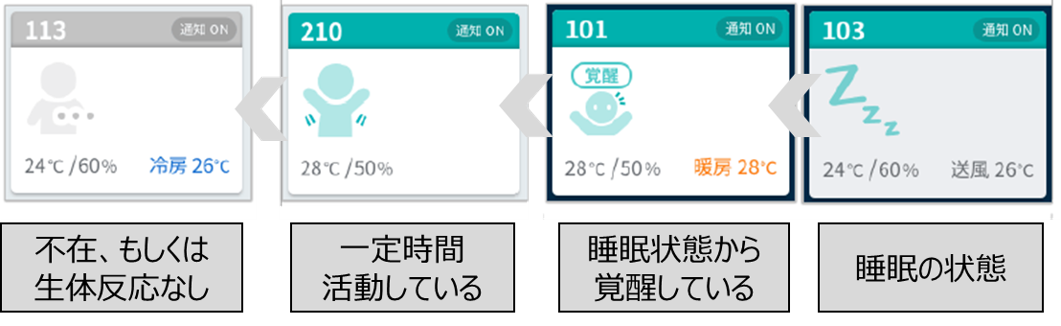 113 通知 ON
24℃/60% 冷房 26℃
不在、もしくは
生体反応なし
210 通知 ON
28℃/50%
一定時間
活動している
101 通知 ON
覚醒
28℃/50% 暖房 28℃
睡眠状態から
覚醒している
103 通知 ON
Zzz
24℃/60% 送風 26℃
睡眠の状態